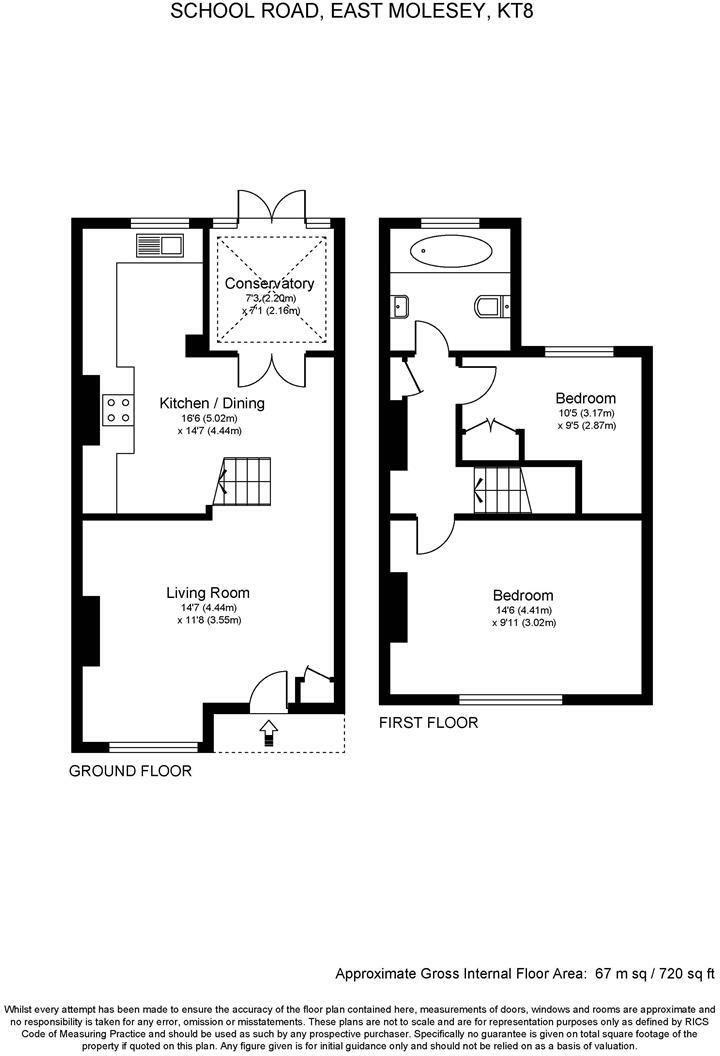 SCHOOL ROAD, EAST MOLESEY, KT8
Conservatory
7'3 (2.20m)
x 7'1 (2.16m)
Kitchen / Dining
16'6 (5.02m)
x 14'7 (4.44m)
Living Room
14'7 (4.44m)
x 11'8 (3.55m)
GROUND FLOOR
Bedroom
10'5 (3.17m)
x 9'5 (2.87m)
Bedroom
14'6 (4.41m)
x 9'11 (3.02m)
FIRST FLOOR
Approximate Gross Internal Floor Area: 67 m sq / 720 sq ft
Whilst every attempt has been made to ensure the accuracy of the floor plan contained here, measurements of doors, windows and rooms are approximate and
no responsibility is taken for any error, omission or misstatements. These plans are not to scale and are for representation purposes only as defined by RICS
Code of Measuring Practice and should be used as such by any prospective purchaser. Specifically no guarantee is given on total square footage of the
property if quoted on this plan. Any figure given is for initial guidance only and should not be relied on as a basis of valuation.